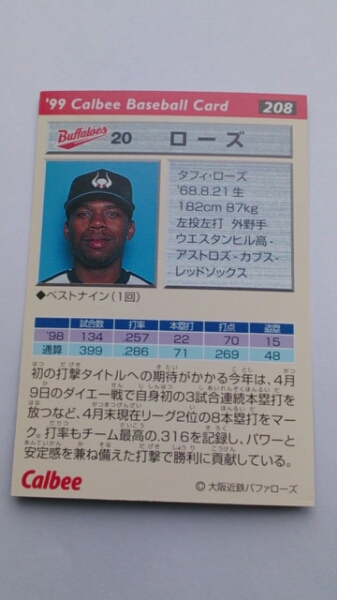 '99 Calbee Baseball Card 208
Buffaloes 20 ローズ
タフィ・ローズ
'68.8.21 生
182cm 87kg
左投左打 外野手
ウエスタンヒル高-
アストロズ-カブス-
レッドソックス
◆ベストナイン(1回)
試合数 打率 本塁打 打点 盗塁
'98 134 .257 22 70 15
通算 399 .286 71 269 48
初の打撃タイトルへの期待がかかる今年は、4月
9日のダイエー戦で自身初の3試合連続本塁打を
放つなど、4月末現在リーグ2位の8本塁打をマー
ク。打率もチーム最高の.316を記録し、パワーと
安定感を兼ね備えた打撃で勝利に貢献している。
Calbee
© 大阪近鉄バファローズ